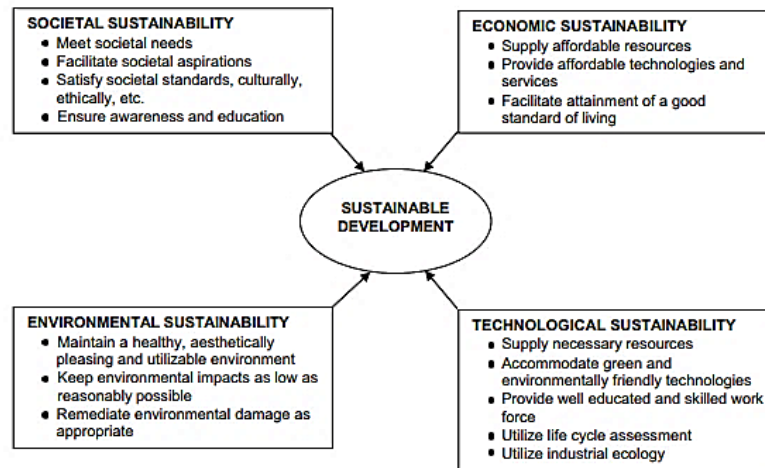 SOCIETAL SUSTAINABILITY
● Meet societal needs
● Facilitate societal aspirations
● Satisfy societal standards, culturally,
ethically, etc.
● Ensure awareness and education
ECONOMIC SUSTAINABILITY
● Supply affordable resources
● Provide affordable technologies and
services
● Facilitate attainment of a good
standard of living
SUSTAINABLE
DEVELOPMENT
ENVIRONMENTAL SUSTAINABILITY
● Maintain a healthy, aesthetically
pleasing and utilizable environment
● Keep environmental impacts as low as
reasonably possible
● Remediate environmental damage as
appropriate
TECHNOLOGICAL SUSTAINABILITY
● Supply necessary resources
● Accommodate green and
environmentally friendly technologies
● Provide well educated and skilled work
force
● Utilize life cycle assessment
● Utilize industrial ecology